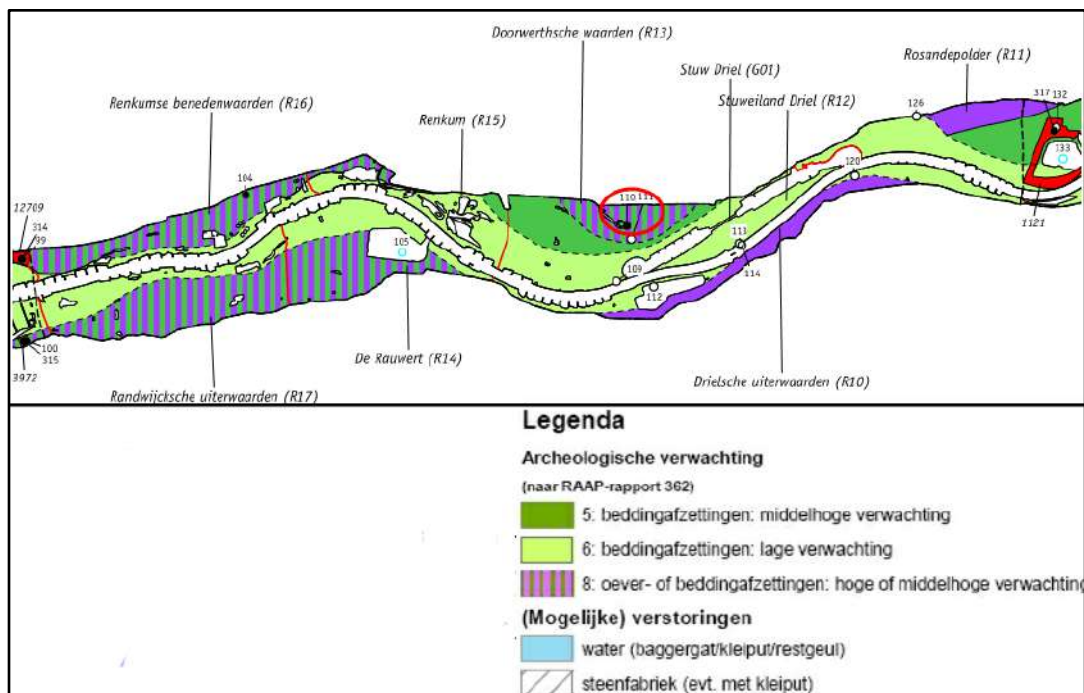 Doorwerthsche waarden (R13)
Stuw Driel (G01)
Rosandepolder (R11)
Renkumse benedenwaarden (R16)
Renkum (R15)
Stuweiland Driel (R12)
126
317
132
133
1121
120
104
110
111
12709
314
99
105
109
113
114
112
100
315
3972
De Rauwert (R14)
Drielsche uiterwaarden (R10)
Randwijcksche uiterwaarden (R17)
Legenda
Archeologische verwachting
(naar RAAP-rapport 362)
5: beddingafzettingen: middelhoge verwachting
6: beddingafzettingen: lage verwachting
8: oever- of beddingafzettingen: hoge of middelhoge verwachting
(Mogelijke) verstoringen
water (baggergat/kleiput/restgeul)
steenfabriek (evt. met kleiput)